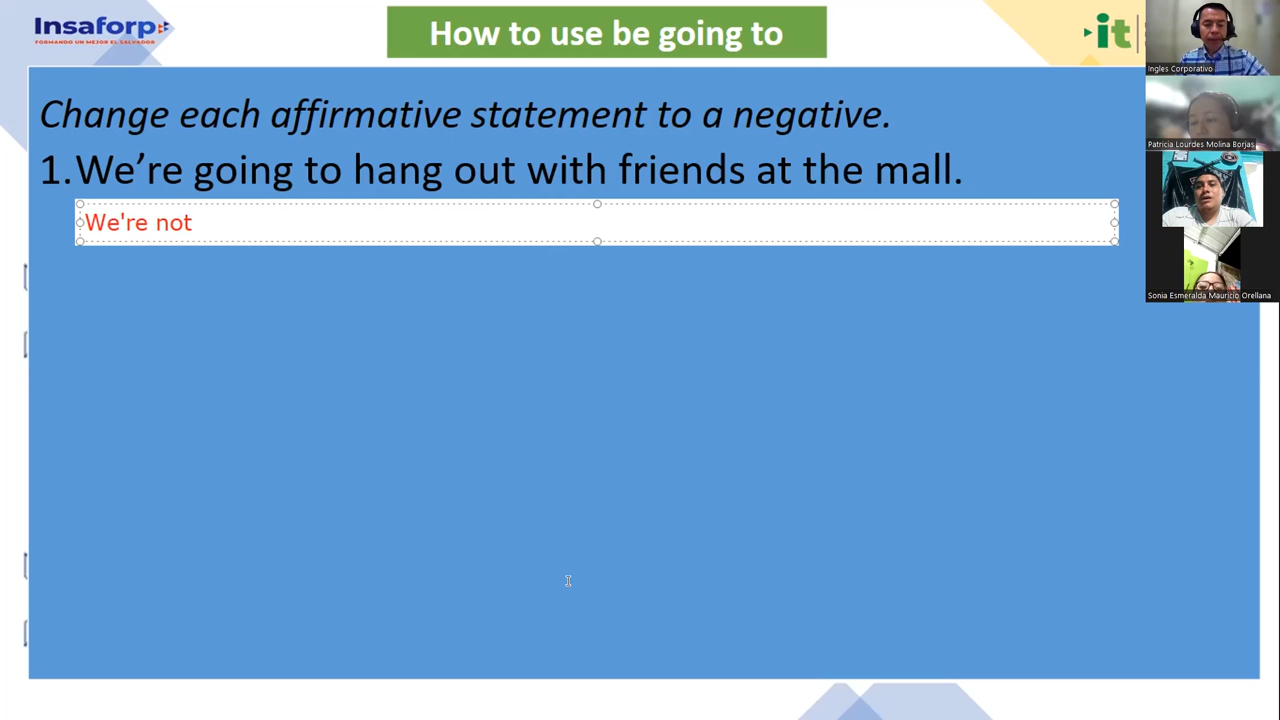 Insaforp
FORMANDO UN MEJOR EL SALVADOR
How to use be going to
it
Ingles Corporativo
Change each affirmative statement to a negative.
Patricia Lourdes Molina Borjas
1.We're going to hang out with friends at the mall.
We're not
Sonia Esmeralda Mauricio Orellana